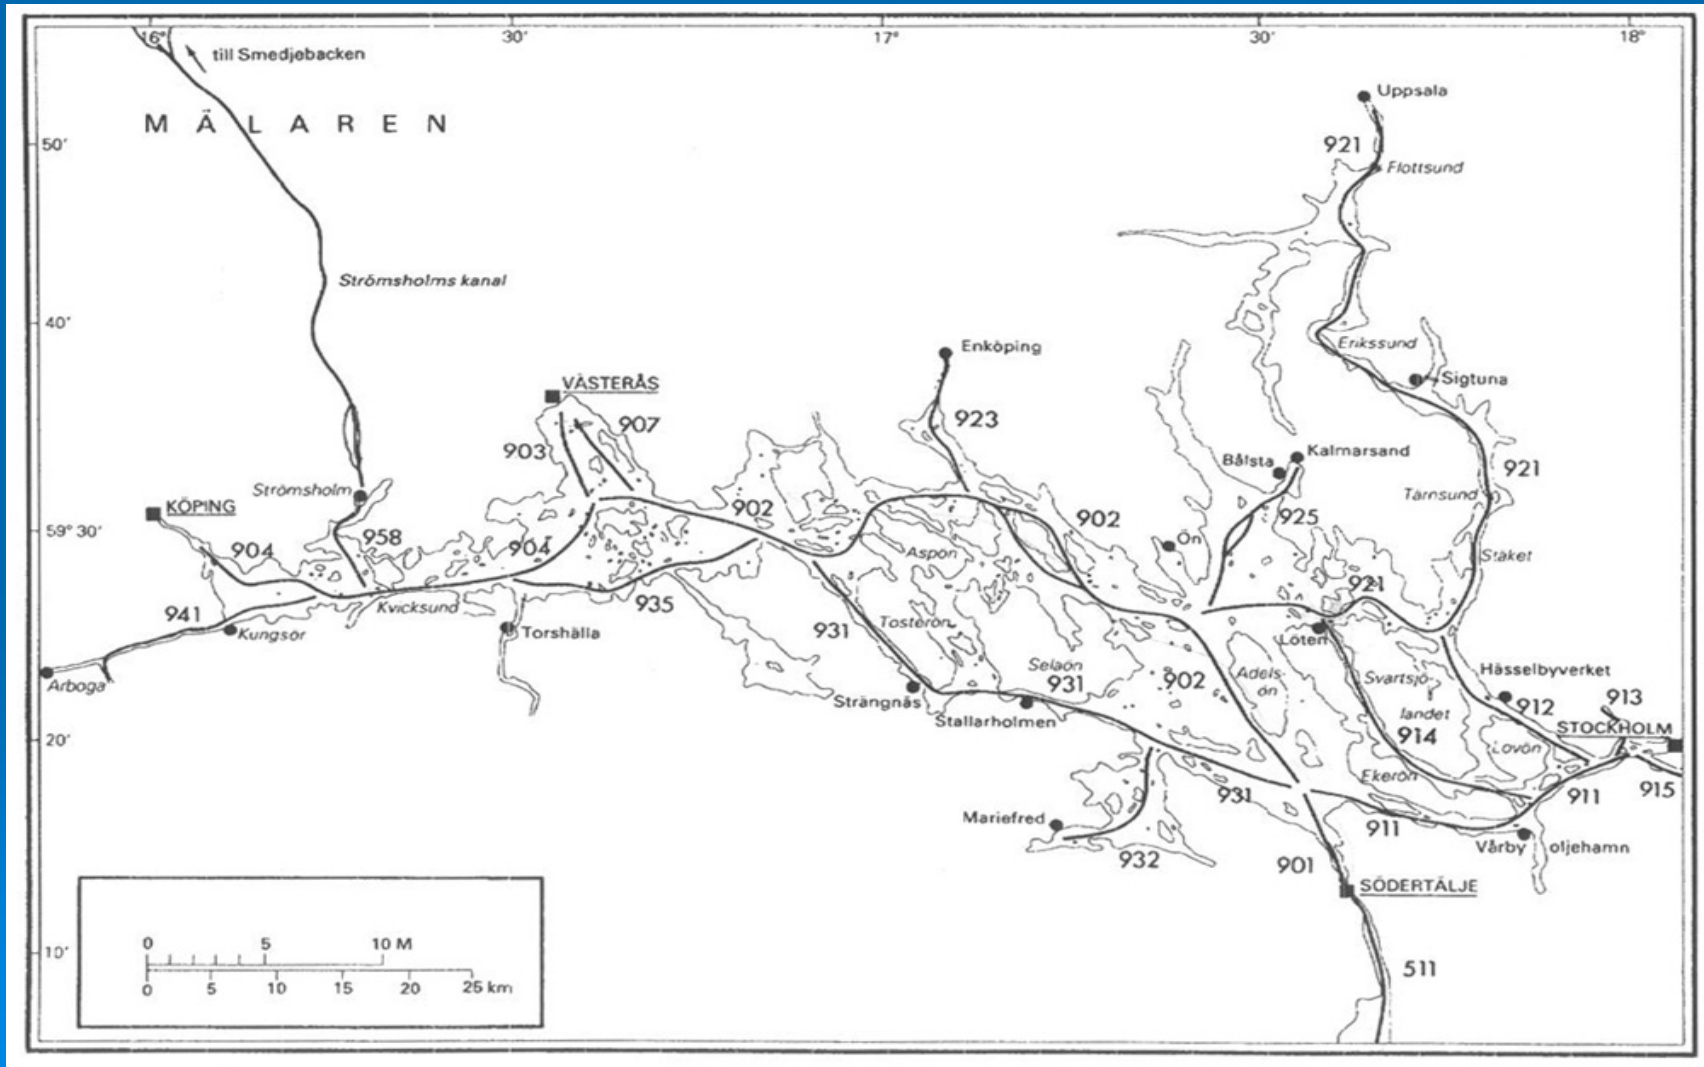 16° 30′ 17° 30′ 18°
till Smedjebacken
MÄLAREN
Uppsala
921
50′
Flottsund
Strömsholms kanal
40′
Erikssund
Enköping
Sigtuna
VÄSTERÅS
907
923
903
Kalmarsand
Bålsta
921
Strömsholm
Tärnsund
KÖPING
902
902
925
59° 30′
958
Ön
904
904
Aspön
Stäket
921
Kvicksund
935
941
Kungsör
Torshälla
931
Tosterön
Löten
Selaön
931
902
Adels-
ön
Svartsjö-
landet
Hässelbyverket
Arboga
Strängnäs
Stallarholmen
912
913
STOCKHOLM
20′
914
Lovön
Ekerön
931
911
915
Mariefred
911
Vårby oljehamn
932
901
SÖDERTÄLJE
0 5 10 M
10′
511
0 5 10 15 20 25 km